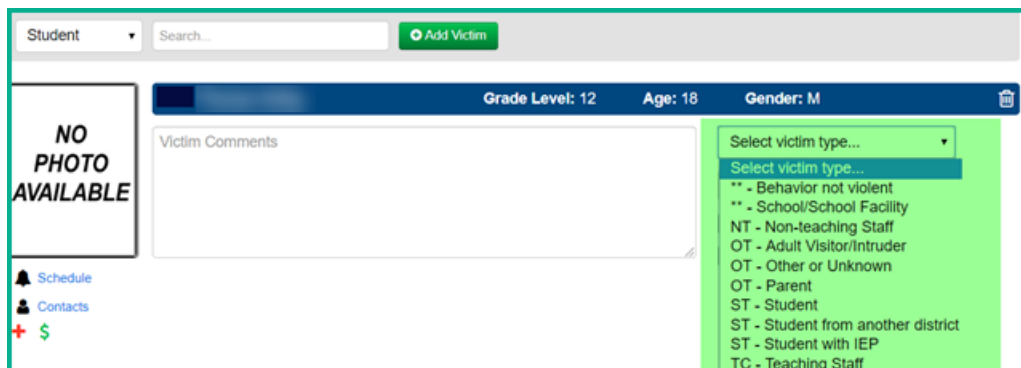 Student
Search...
Add Victim
Grade Level: 12 Age: 18 Gender: M
NO
PHOTO
AVAILABLE
Victim Comments
Select victim type...
Select victim type...
** - Behavior not violent
** - School/School Facility
NT - Non-teaching Staff
OT - Adult Visitor/Intruder
OT - Other or Unknown
OT - Parent
ST - Student
ST - Student from another district
ST - Student with IEP
TC - Teaching Staff
Schedule
Contacts